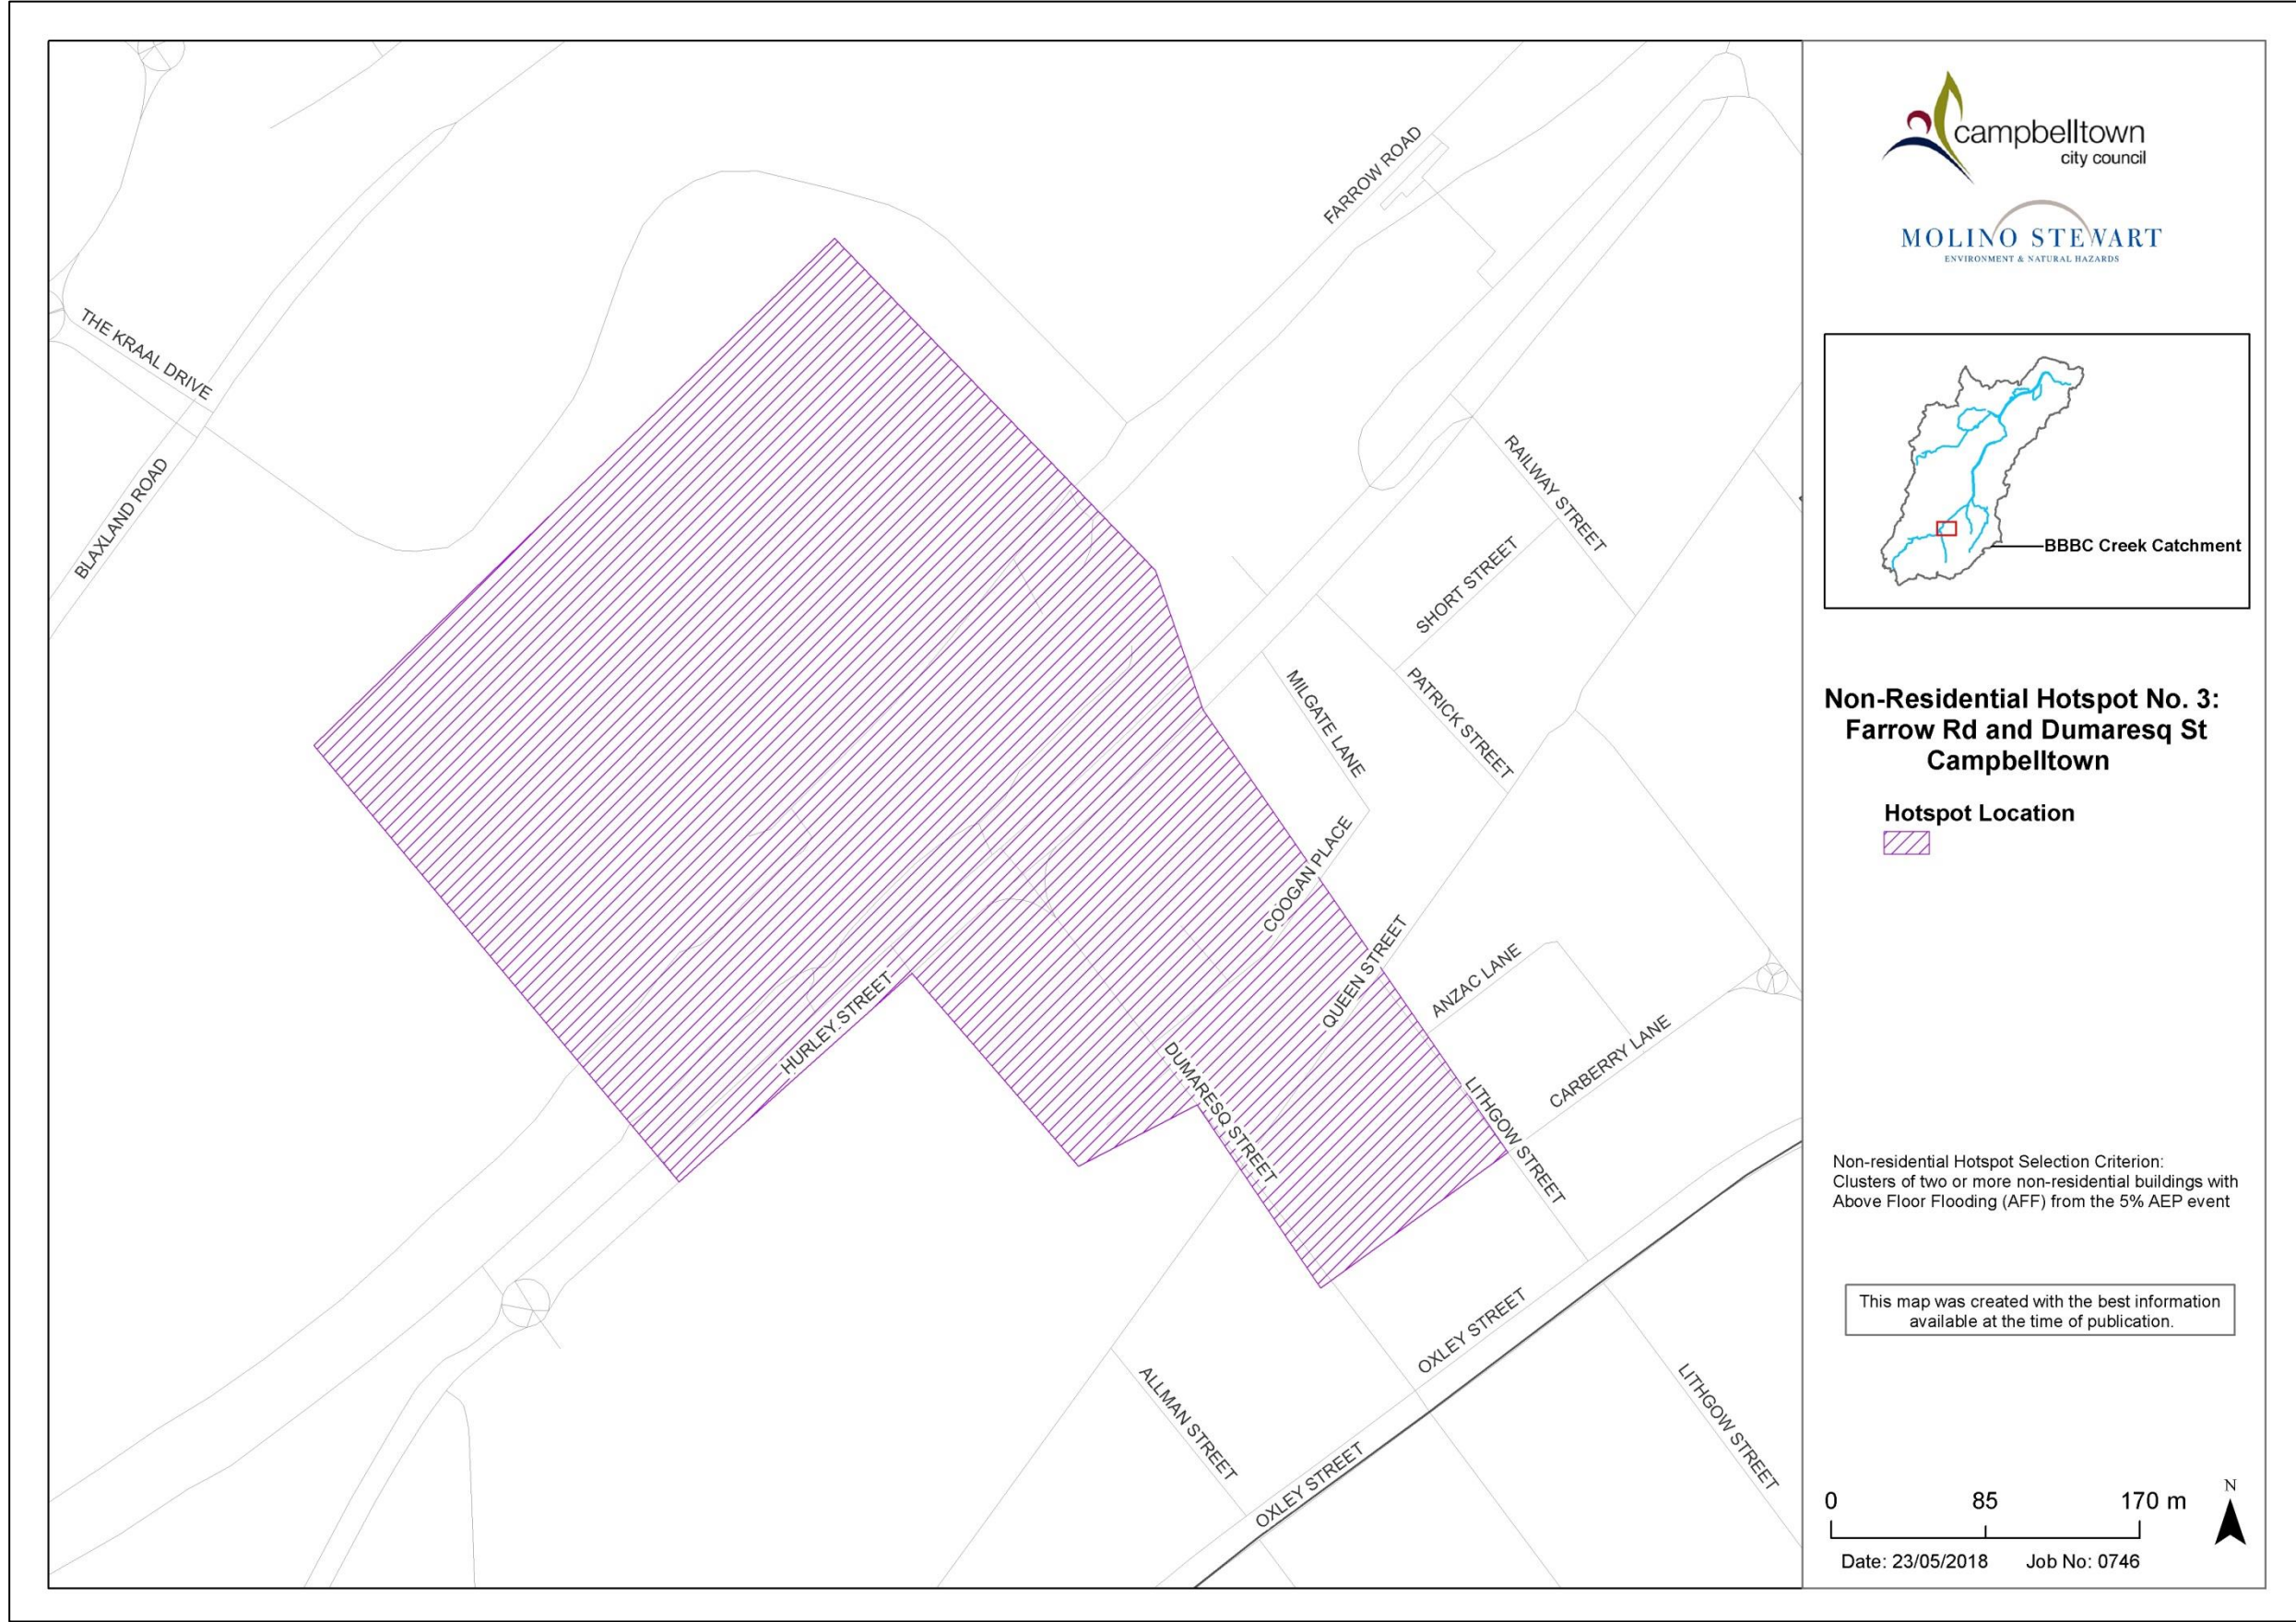 FARROW ROAD
THE KRAAL DRIVE
BLAXLAND ROAD
RAILWAY STREET
SHORT STREET
PATRICK STREET
MILGATE LANE
COOGAN PLACE
QUEEN STREET
ANZAC LANE
CARBERRY LANE
HURLEY STREET
DUMARESQ STREET
LITHGOW STREET
OXLEY STREET
ALLMAN STREET
LITHGOW STREET
OXLEY STREET
campbelltown
city council
MOLINO STEWART
ENVIRONMENT & NATURAL HAZARDS
BBBC Creek Catchment
Non-Residential Hotspot No. 3:
Farrow Rd and Dumaresq St
Campbelltown
Hotspot Location
Non-residential Hotspot Selection Criterion:
Clusters of two or more non-residential buildings with
Above Floor Flooding (AFF) from the 5% AEP event
This map was created with the best information
available at the time of publication.
0 85 170 m
N
Date: 23/05/2018 Job No: 0746